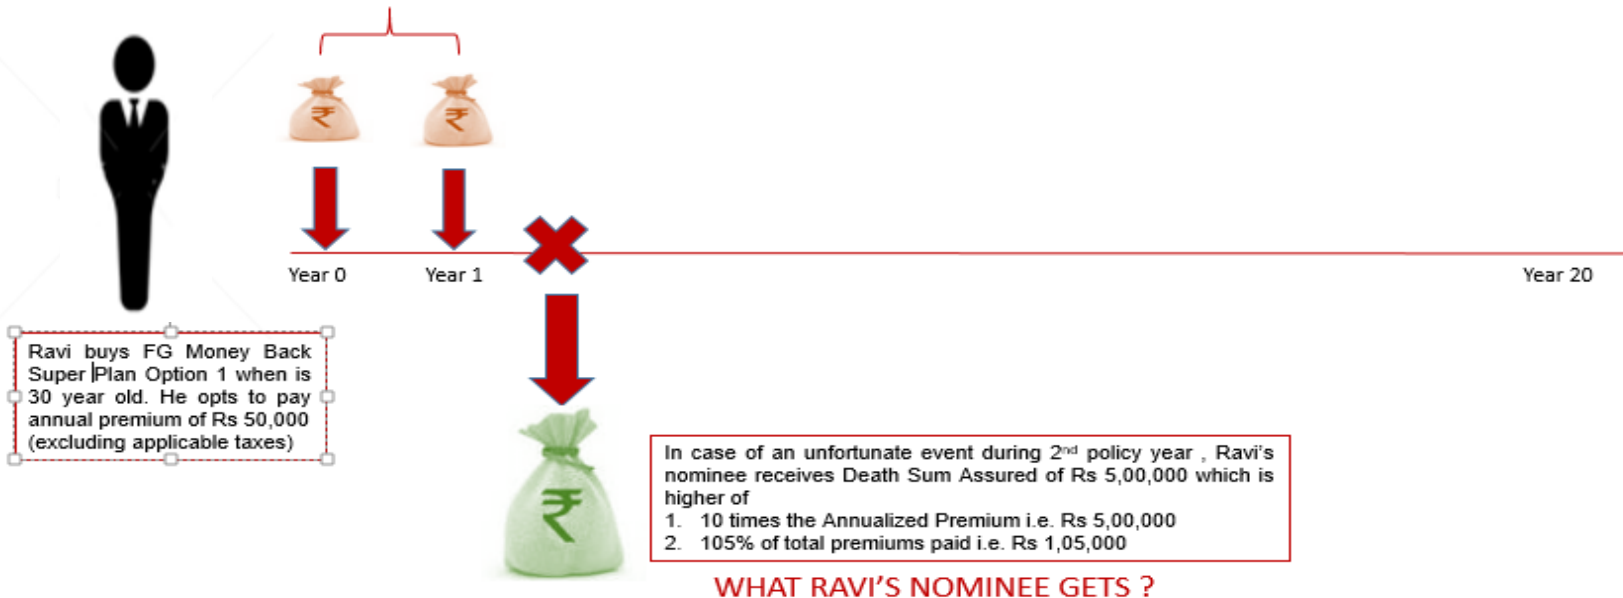 ₹
₹
Year 0
Year 1
Year 20
Ravi buys FG Money Back
Super Plan Option 1 when is
30 year old. He opts to pay
annual premium of Rs 50,000
(excluding applicable taxes)
₹
In case of an unfortunate event during 2nd policy year , Ravi's
nominee receives Death Sum Assured of Rs 5,00,000 which is
higher of
1. 10 times the Annualized Premium i.e. Rs 5,00,000
2. 105% of total premiums paid i.e. Rs 1,05,000
WHAT RAVI'S NOMINEE GETS ?